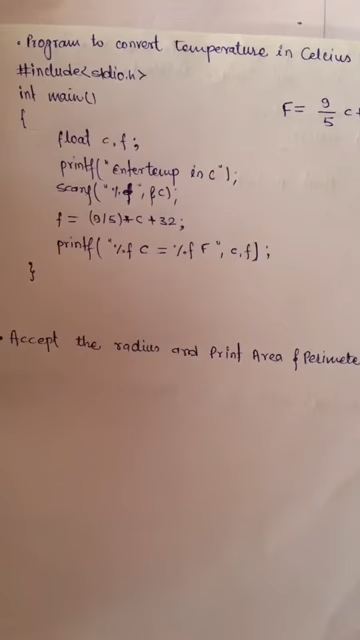 . Program to convert temperature in Celcius
#include<stdio.h>
int main()
F = 9/5 c+
{
float c, f ;
printf("Enter temp in c");
scanf("%f", &c);
f = (9/5)*c + 32;
printf("%f C = %f F", c,f);
}
. Accept the radius and Print Area & Perimete